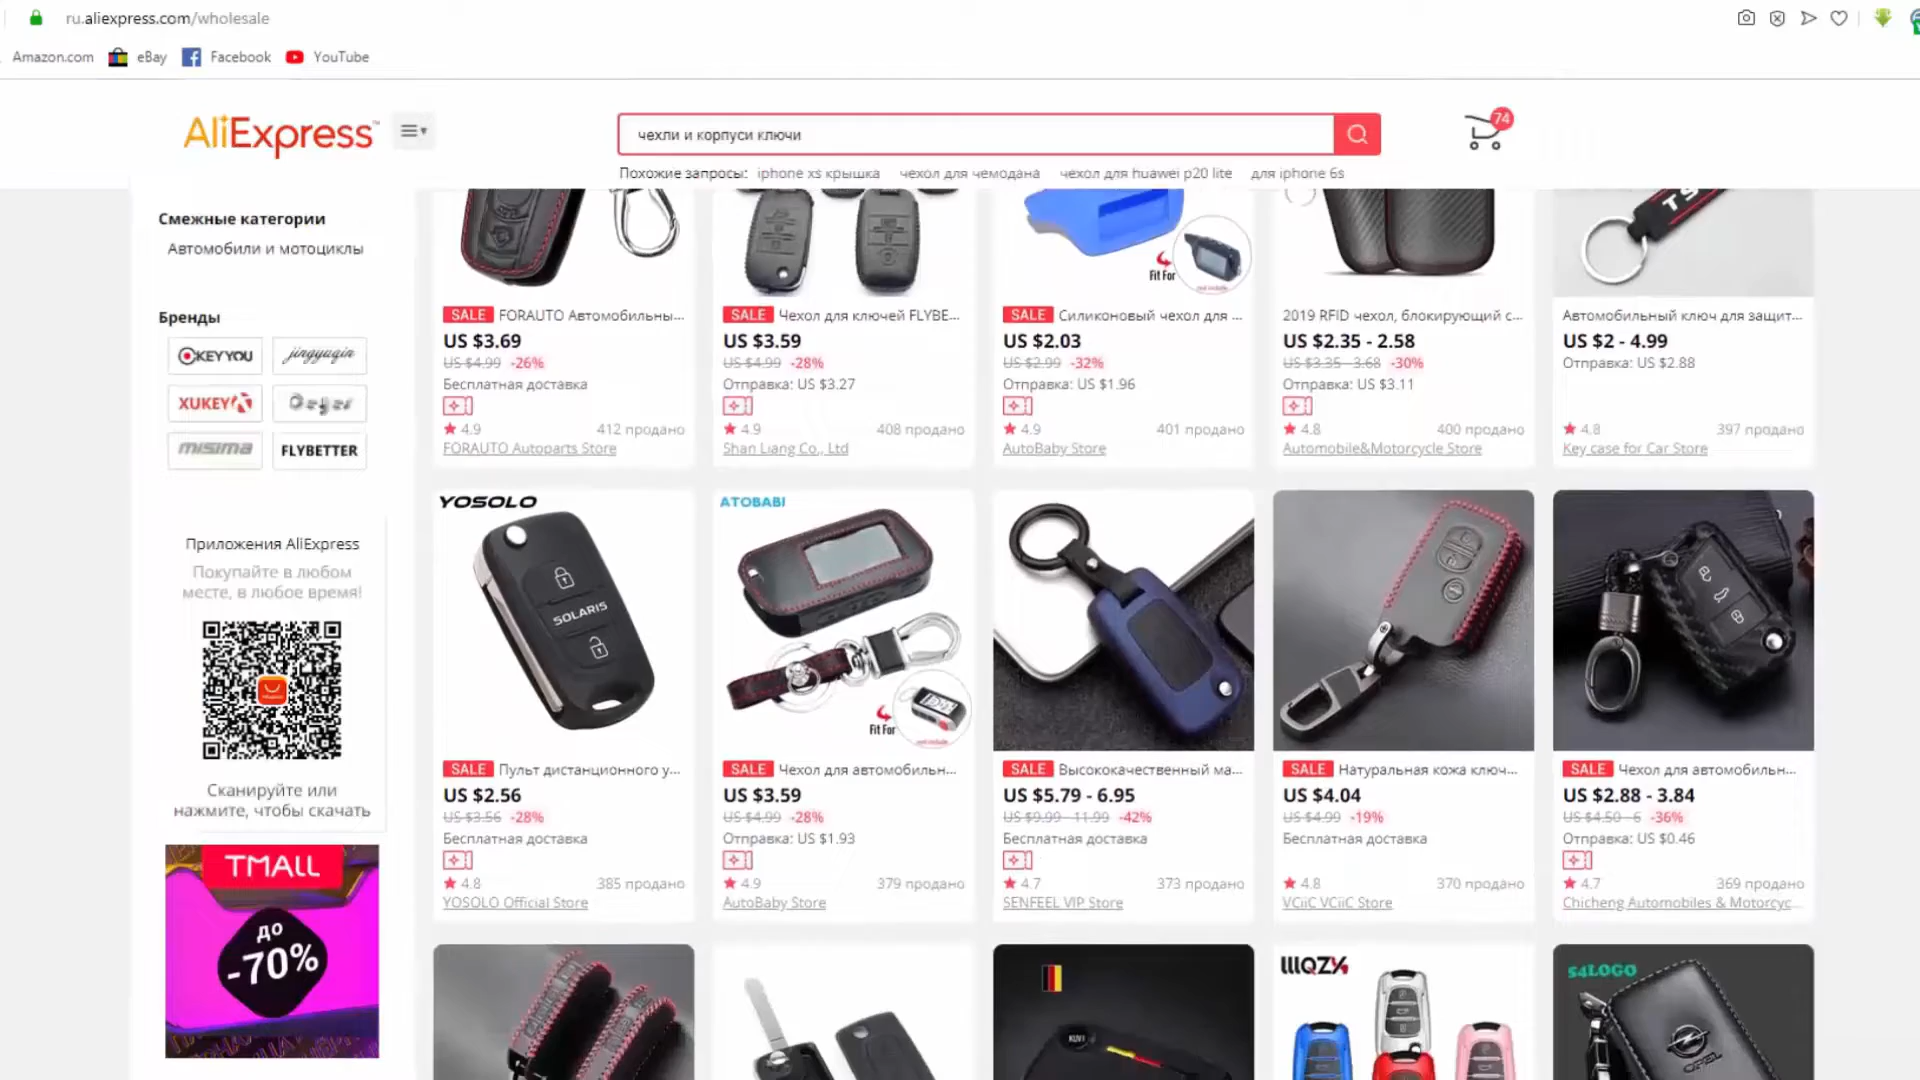 ru.aliexpress.com/wholesale
Amazon.com eBay Facebook YouTube
AliExpress™
чехли и корпуси ключи
74
Похожие запросы: iphone xs крышка чехол для чемодана чехол для huawei p20 lite для iphone 6s
Смежные категории
Автомобили и мотоциклы
Бренды
KEYYOU jingyuqin
XUKEY
misima FLYBETTER
Приложения AliExpress
Покупайте в любом
месте, в любое время!
Сканируйте или
нажмите, чтобы скачать
TMALL
до
-70%
Fit For
SALE FORAUTO Автомобильны...
US $3.69
US $4.99 -26%
Бесплатная доставка
4.9 412 продано
FORAUTO Autoparts Store
SALE Чехол для ключей FLYBE...
US $3.59
US $4.99 -28%
Отправка: US $3.27
4.9 408 продано
Shan Liang Co., Ltd
SALE Силиконовый чехол для ...
US $2.03
US $2.99 -32%
Отправка: US $1.96
4.9 401 продано
AutoBaby Store
2019 RFID чехол, блокирующий с...
US $2.35 - 2.58
US $3.35 - 3.68 -30%
Отправка: US $3.11
4.8 400 продано
Automobile&Motorcycle Store
Автомобильный ключ для защит...
US $2 - 4.99
Отправка: US $2.88
4.8 397 продано
Key case for Car Store
YOSOLO
SOLARIS
SALE Пульт дистанционного у...
US $2.56
US $3.56 -28%
Бесплатная доставка
4.8 385 продано
YOSOLO Official Store
ATOBABI
Fit For
SALE Чехол для автомобильн...
US $3.59
US $4.99 -28%
Отправка: US $1.93
4.9 379 продано
AutoBaby Store
SALE Высококачественный ма...
US $5.79 - 6.95
US $9.99 - 11.99 -42%
Бесплатная доставка
4.7 373 продано
SENFEEL VIP Store
SALE Натуральная кожа ключ...
US $4.04
US $4.99 -19%
Бесплатная доставка
4.8 370 продано
VCiiC VCiiC Store
SALE Чехол для автомобильн...
US $2.88 - 3.84
US $4.50 - 6 -36%
Отправка: US $0.46
4.7 369 продано
Chicheng Automobiles & Motorcyc...
KUVI
S4LOGO
OPEL